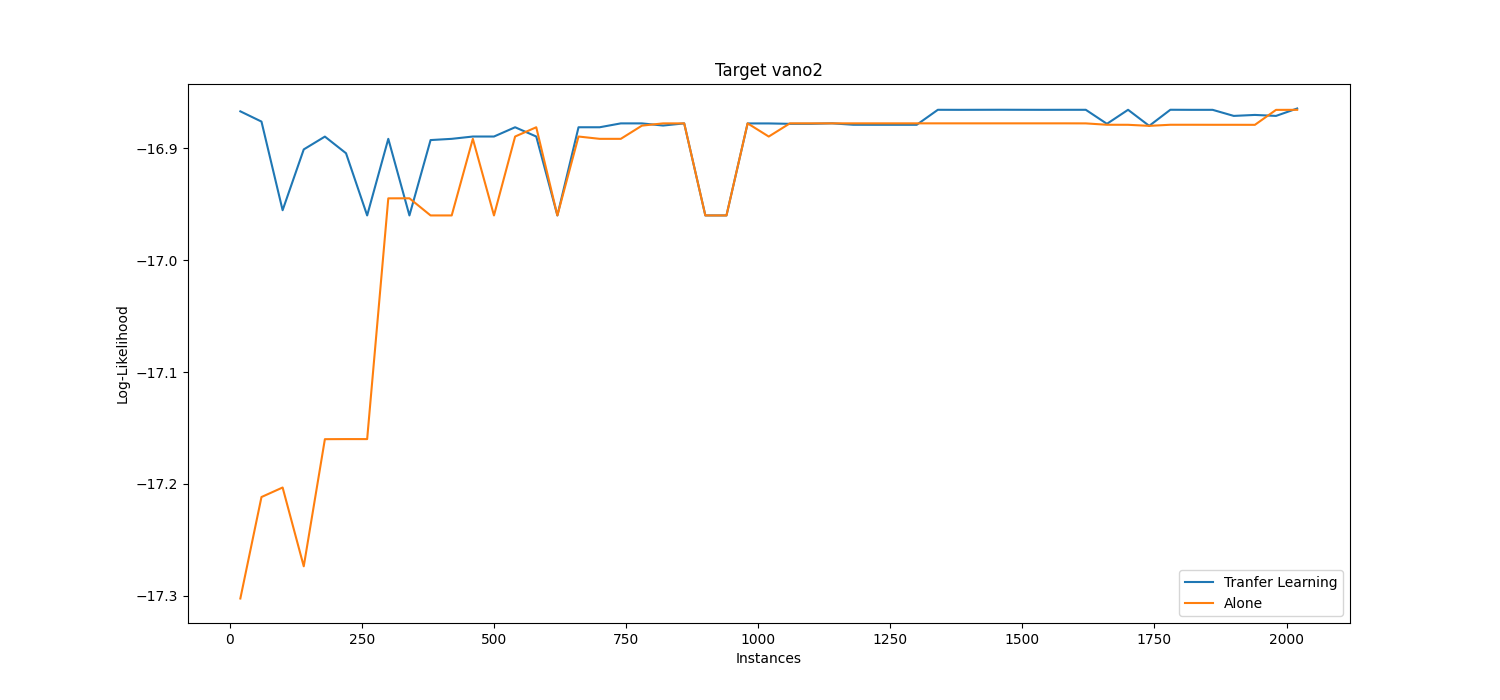 Target vano2
Log-Likelihood
−16.9
−17.0
−17.1
−17.2
−17.3
0
250
500
750
1000
1250
1500
1750
2000
Instances
Tranfer Learning
Alone